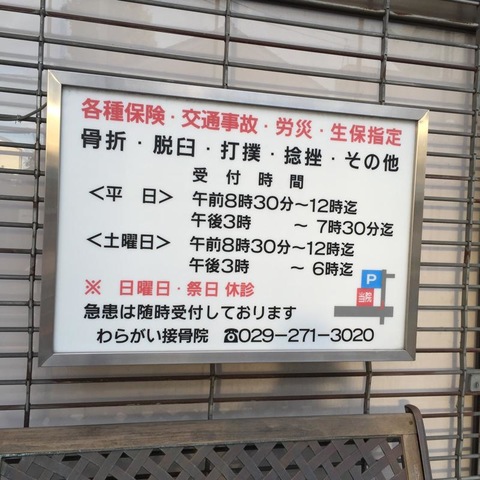 各種保険・交通事故・労災・生保指定
骨折・脱臼・打撲・捻挫・その他
受付時間
＜平　日＞ 午前8時30分～12時迄
午後3時　～ 7時30分迄
＜土曜日＞ 午前8時30分～12時迄
午後3時　～ 6時迄
※ 日曜日・祭日 休診
P
当院
急患は随時受付しております
わらがい接骨院 ☎029-271-3020